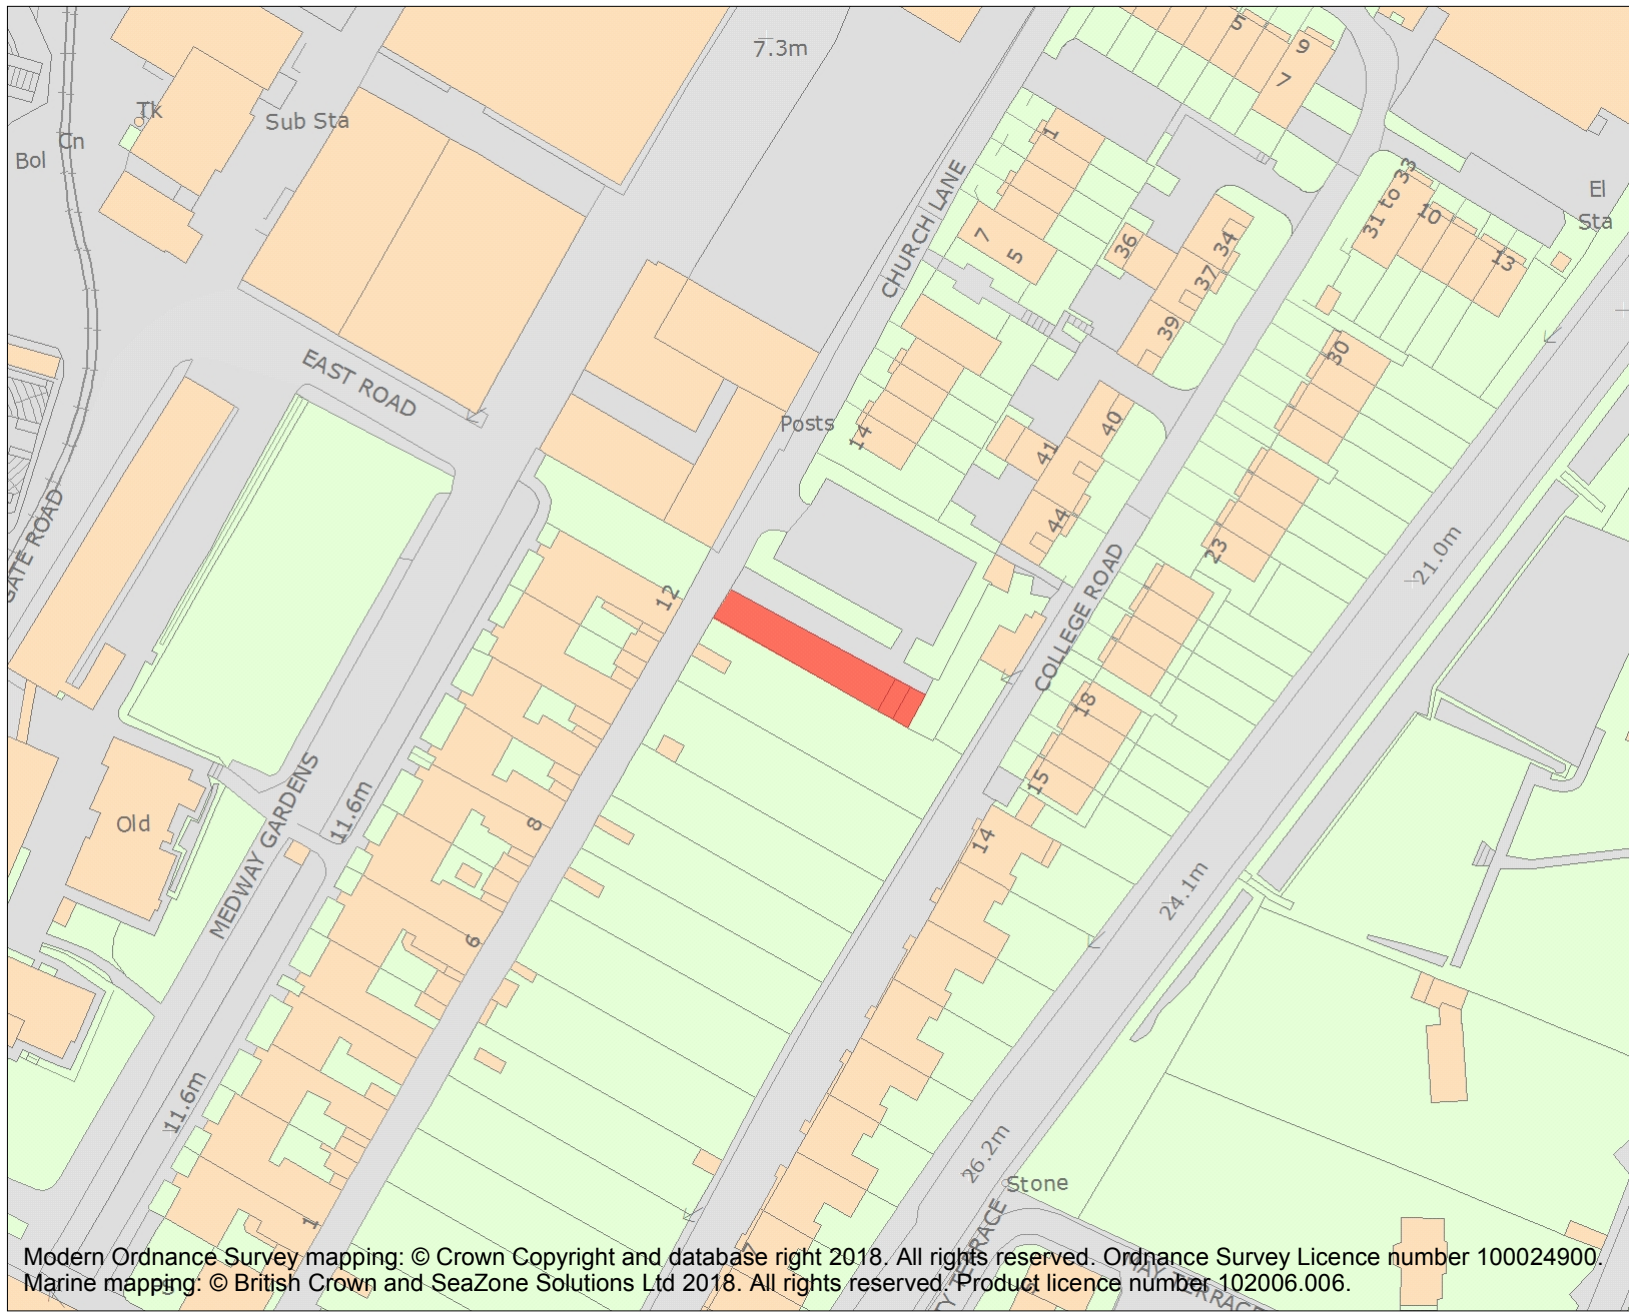 7.3m
5
9
7
Tk
Sub Sta
Cn
Bol
1
CHURCH LANE
7
5
36
34
37
39
31 to 33
10
13
El
Sta
30
EAST ROAD
Posts
14
40
41
44
23
21.0m
GATE ROAD
12
COLLEGE ROAD
18
15
14
Old
MEDWAY GARDENS
11.6m
8
6
24.1m
11.6m
26.2m
Stone
1
TERRACE
Modern Ordnance Survey mapping: © Crown Copyright and database right 2018. All rights reserved. Ordnance Survey Licence number 100024900.
Marine mapping: © British Crown and SeaZone Solutions Ltd 2018. All rights reserved. Product licence number 102006.006.